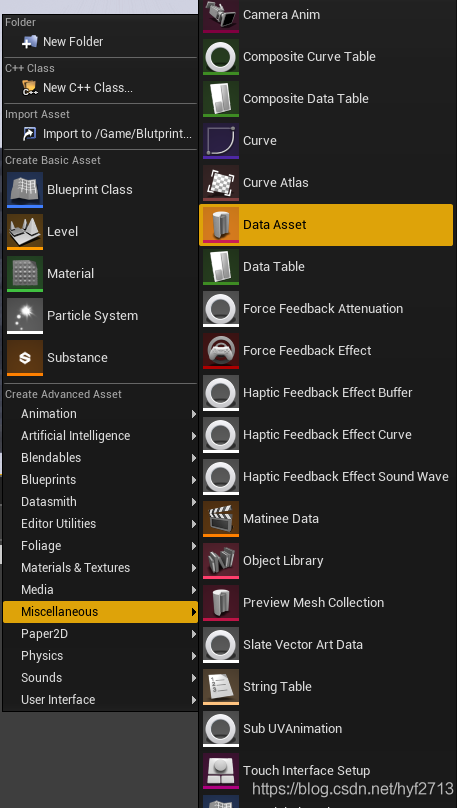 Folder
New Folder
C++ Class
New C++ Class...
Import Asset
Import to /Game/Blutprint...
Create Basic Asset
Blueprint Class
Level
Material
Particle System
Substance
Create Advanced Asset
Animation
Artificial Intelligence
Blendables
Blueprints
Datasmith
Editor Utilities
Foliage
Materials & Textures
Media
Miscellaneous
Paper2D
Physics
Sounds
User Interface
Camera Anim
Composite Curve Table
Composite Data Table
Curve
Curve Atlas
Data Asset
Data Table
Force Feedback Attenuation
Force Feedback Effect
Haptic Feedback Effect Buffer
Haptic Feedback Effect Curve
Haptic Feedback Effect Sound Wave
Matinee Data
Object Library
Preview Mesh Collection
Slate Vector Art Data
String Table
Sub UVAnimation
Touch Interface Setup
https://blog.csdn.net/hyf2713